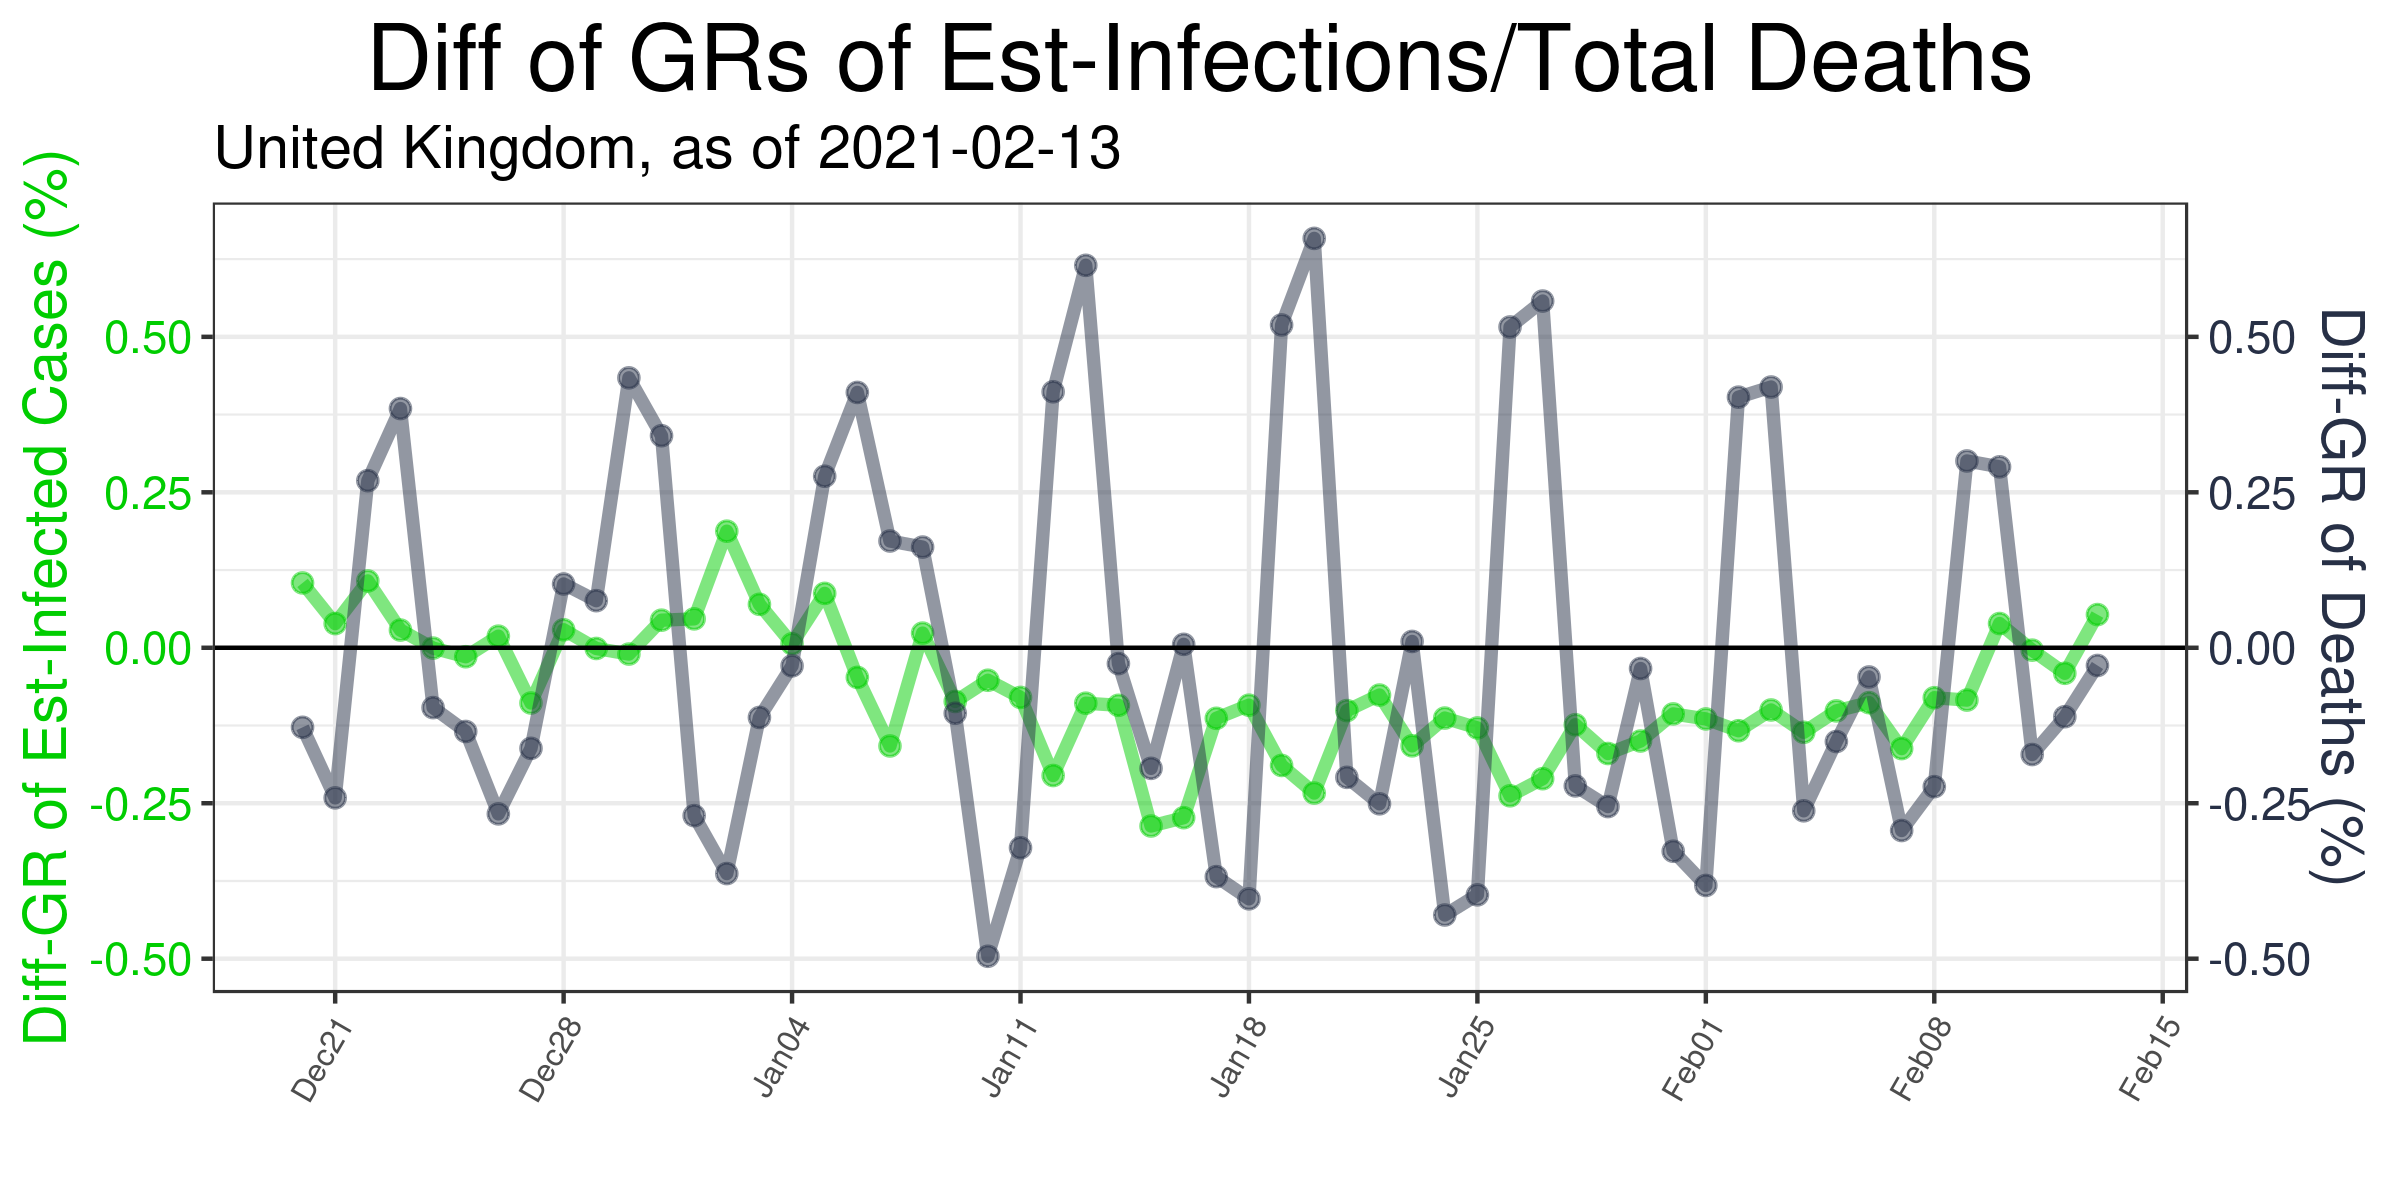 Diff of GRs of Est-Infections/Total Deaths
United Kingdom, as of 2021-02-13
Diff-GR of Est-Infected Cases (%)
0.50
0.25
0.00
-0.25
-0.50
0.50
0.25
0.00
-0.25
-0.50
Diff-GR of Deaths (%)
Dec21
Dec28
Jan04
Jan11
Jan18
Jan25
Feb01
Feb08
Feb15